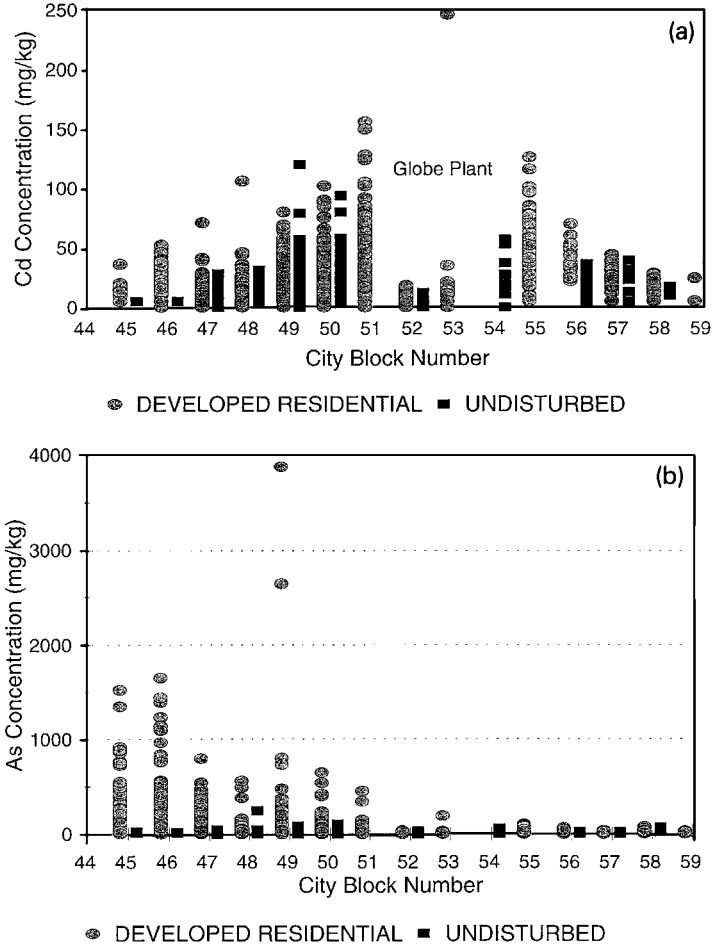 (a)
Cd Concentration (mg/kg)
250
200
150
100
50
0
Globe Plant
44 45 46 47 48 49 50 51 52 53 54 55 56 57 58 59
City Block Number
DEVELOPED RESIDENTIAL UNDISTURBED
(b)
As Concentration (mg/kg)
4000
3000
2000
1000
0
44 45 46 47 48 49 50 51 52 53 54 55 56 57 58 59
City Block Number
DEVELOPED RESIDENTIAL UNDISTURBED